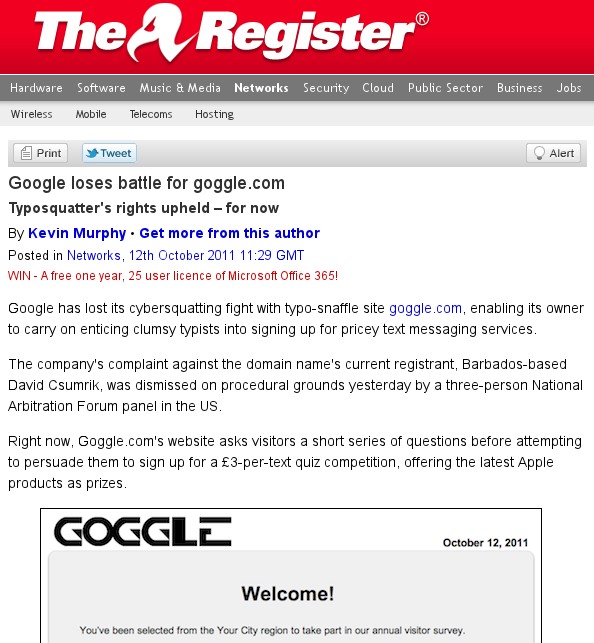 The Register®
Hardware Software Music & Media Networks Security Cloud Public Sector Business Jobs
Wireless Mobile Telecoms Hosting
Print Tweet Alert
Google loses battle for goggle.com
Typosquatter's rights upheld – for now
By Kevin Murphy • Get more from this author
Posted in Networks, 12th October 2011 11:29 GMT
WIN - A free one year, 25 user licence of Microsoft Office 365!
Google has lost its cybersquatting fight with typo-snaffle site goggle.com, enabling its owner
to carry on enticing clumsy typists into signing up for pricey text messaging services.
The company's complaint against the domain name's current registrant, Barbados-based
David Csumrik, was dismissed on procedural grounds yesterday by a three-person National
Arbitration Forum panel in the US.
Right now, Goggle.com's website asks visitors a short series of questions before attempting
to persuade them to sign up for a £3-per-text quiz competition, offering the latest Apple
products as prizes.
GOGGLE
October 12, 2011
Welcome!
You've been selected from the Your City region to take part in our annual visitor survey.